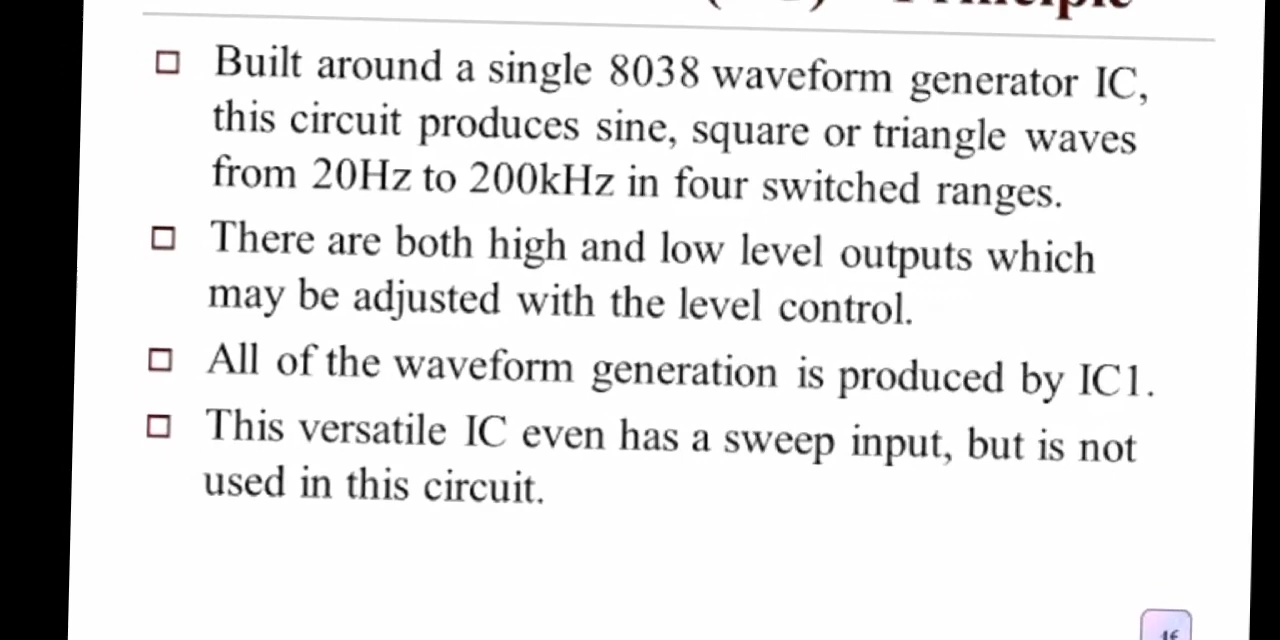 Built around a single 8038 waveform generator IC,
this circuit produces sine, square or triangle waves
from 20Hz to 200kHz in four switched ranges.
There are both high and low level outputs which
may be adjusted with the level control.
All of the waveform generation is produced by IC1.
This versatile IC even has a sweep input, but is not
used in this circuit.